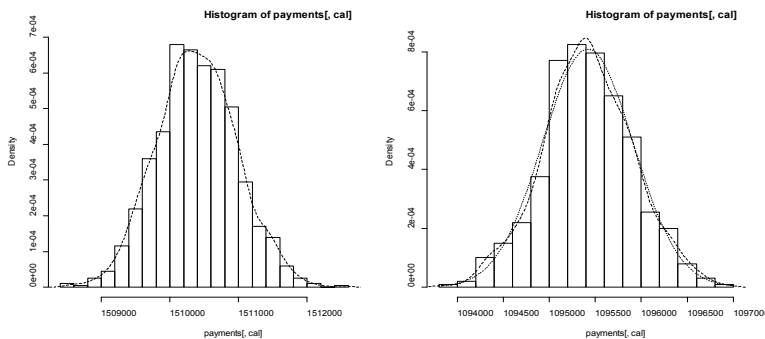 Histogram of payments[, cal]
Density
7e-04
6e-04
5e-04
4e-04
3e-04
2e-04
1e-04
0e+00
1509000 1510000 1511000 1512000
payments[, cal]
Histogram of payments[, cal]
Density
8e-04
6e-04
4e-04
2e-04
0e+00
1094000 1094500 1095000 1095500 1096000 1096500 1097000
payments[, cal]